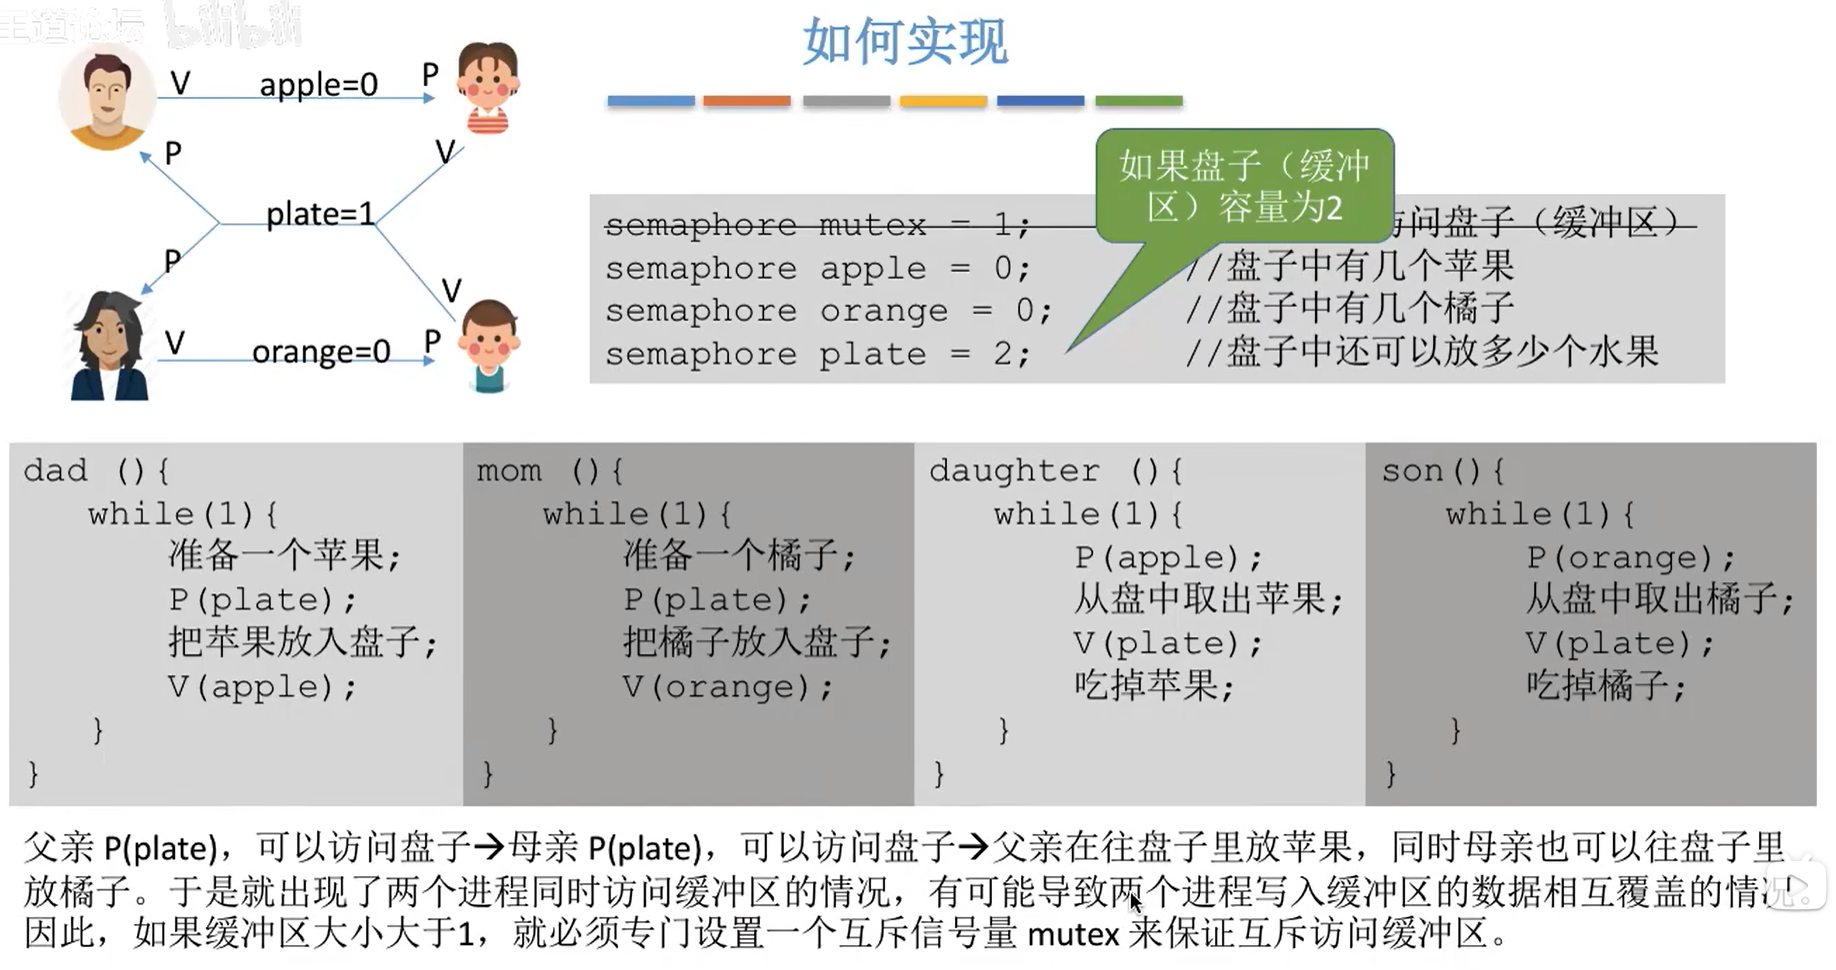 王道论坛 bilibili
如何实现
V apple=0 P
P V
plate=1
P V
V orange=0 P
如果盘子（缓冲
区）容量为2
semaphore mutex = 1; 访问盘子（缓冲区）
semaphore apple = 0; //盘子中有几个苹果
semaphore orange = 0; //盘子中有几个橘子
semaphore plate = 2; //盘子中还可以放多少个水果
dad (){
while(1){
准备一个苹果;
P(plate);
把苹果放入盘子;
V(apple);
}
}
mom (){
while(1){
准备一个橘子;
P(plate);
把橘子放入盘子;
V(orange);
}
}
daughter (){
while(1){
P(apple);
从盘中取出苹果;
V(plate);
吃掉苹果;
}
}
son(){
while(1){
P(orange);
从盘中取出橘子;
V(plate);
吃掉橘子;
}
}
父亲 P(plate)，可以访问盘子→母亲 P(plate)，可以访问盘子→父亲在往盘子里放苹果，同时母亲也可以往盘子里
放橘子。于是就出现了两个进程同时访问缓冲区的情况，有可能导致两个进程写入缓冲区的数据相互覆盖的情
因此，如果缓冲区大小大于1，就必须专门设置一个互斥信号量 mutex 来保证互斥访问缓冲区。